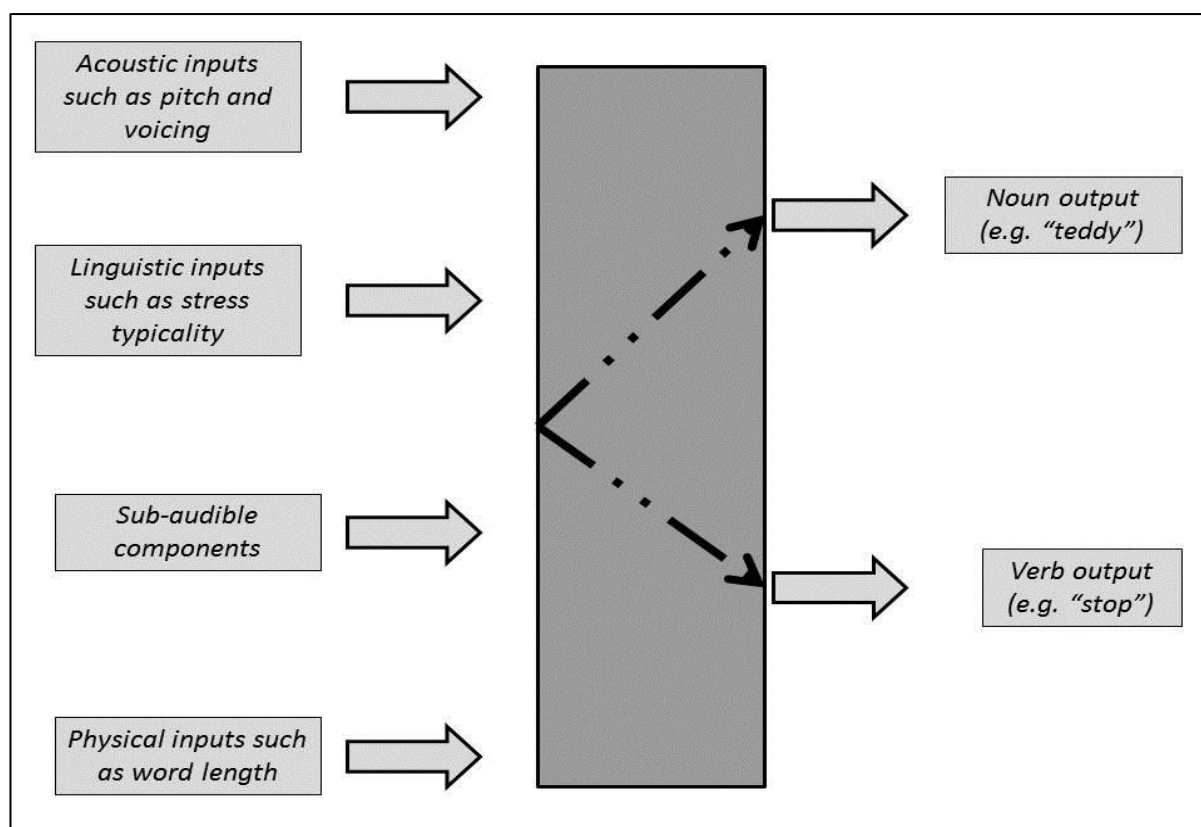 Acoustic inputs
such as pitch and
voicing
Linguistic inputs
such as stress
typicality
Sub-audible
components
Physical inputs such
as word length
Noun output
(e.g. “teddy”)
Verb output
(e.g. “stop”)